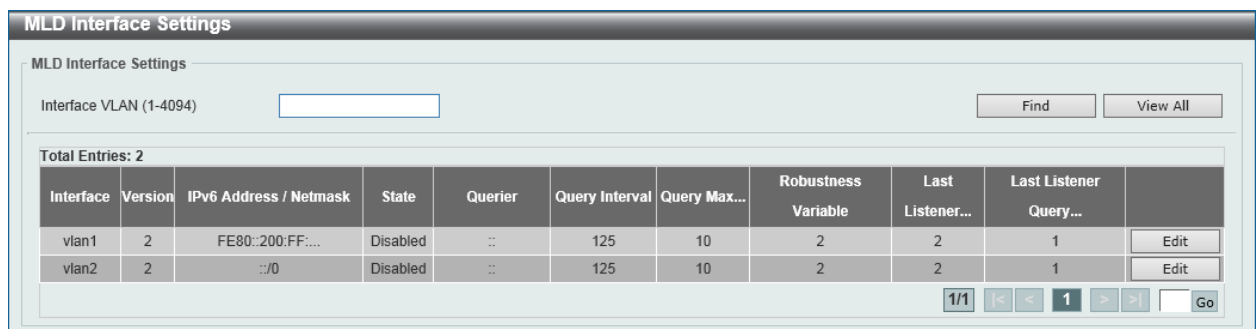 MLD Interface Settings
MLD Interface Settings
Interface VLAN (1-4094)
Find
View All
Total Entries: 2
Interface Version IPv6 Address / Netmask State Querier Query Interval Query Max... Robustness Variable Last Listener... Last Listener Query...
vlan1 2 FE80::200:FF:... Disabled :: 125 10 2 2 1 Edit
vlan2 2 ::/0 Disabled :: 125 10 2 2 1 Edit
1/1 |< < 1 > >| Go